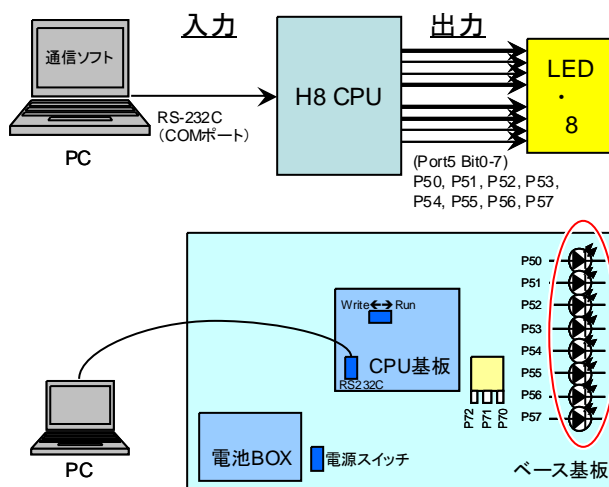 入力
出力
通信ソフト
H8 CPU
LED
・
8
RS-232C
（COMポート）
PC
(Port5 Bit0-7)
P50, P51, P52, P53,
P54, P55, P56, P57
P50
P51
P52
P53
P54
P55
P56
P57
Write Run
CPU基板
RS232C
P72
P71
P70
電池BOX
電源スイッチ
PC
ベース基板